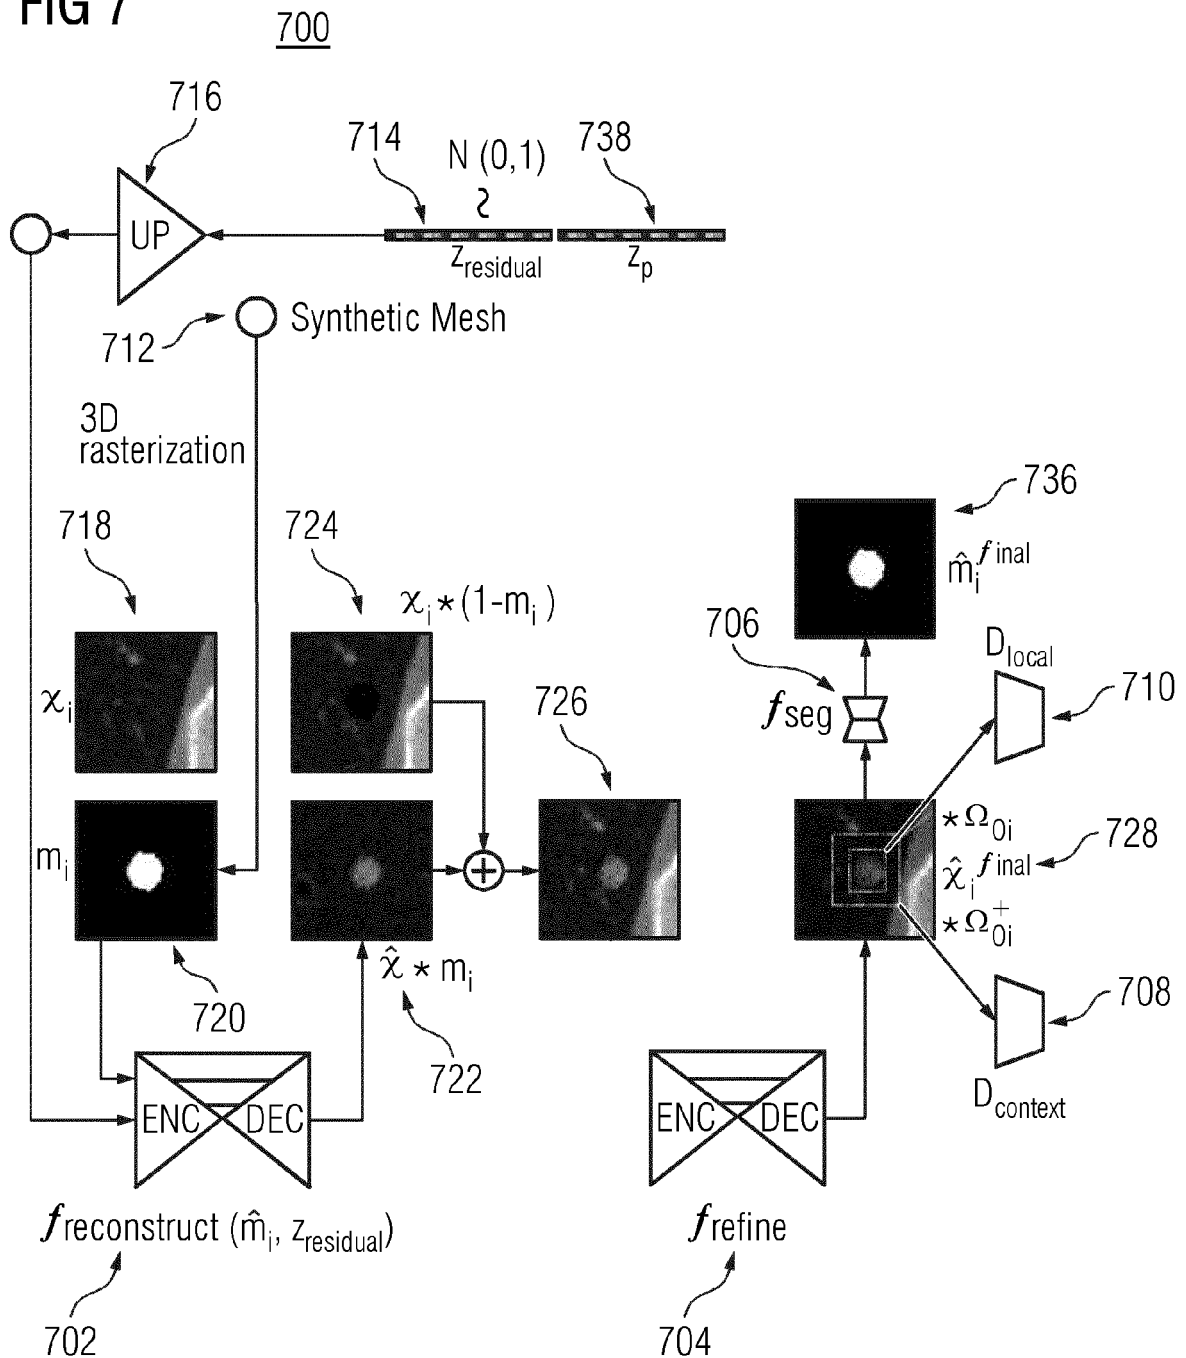 FIG 7
700
716
714
N (0,1)
738
UP
z_residual
z_p
712
Synthetic Mesh
3D
rasterization
718
724
χ_i ⋆ (1-m_i)
736
m̂_i^final
706
D_local
710
χ_i
726
f_seg
m_i
⋆ Ω_0i
728
χ̂_i^final
⋆ Ω_0i^+
χ̂ ⋆ m_i
720
722
708
ENC
DEC
ENC
DEC
D_context
f_reconstruct (m̂_i, z_residual)
f_refine
702
704